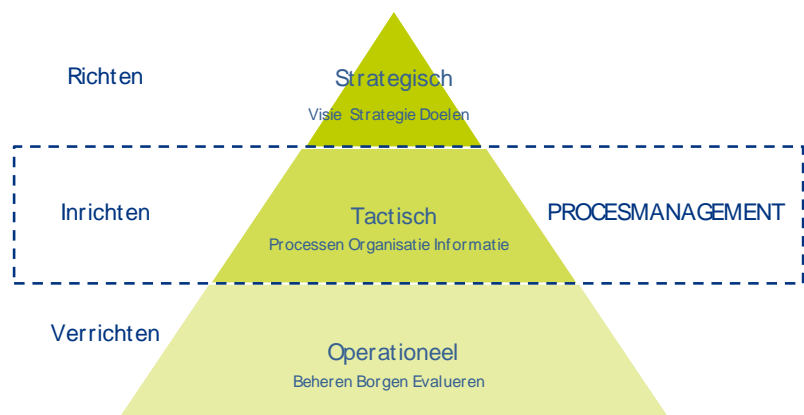 Richten
Strategisch
Visie Strategie Doelen
Inrichten
Tactisch
PROCESMANAGEMENT
Processen Organisatie Informatie
Verrichten
Operationeel
Beheren Borgen Evalueren